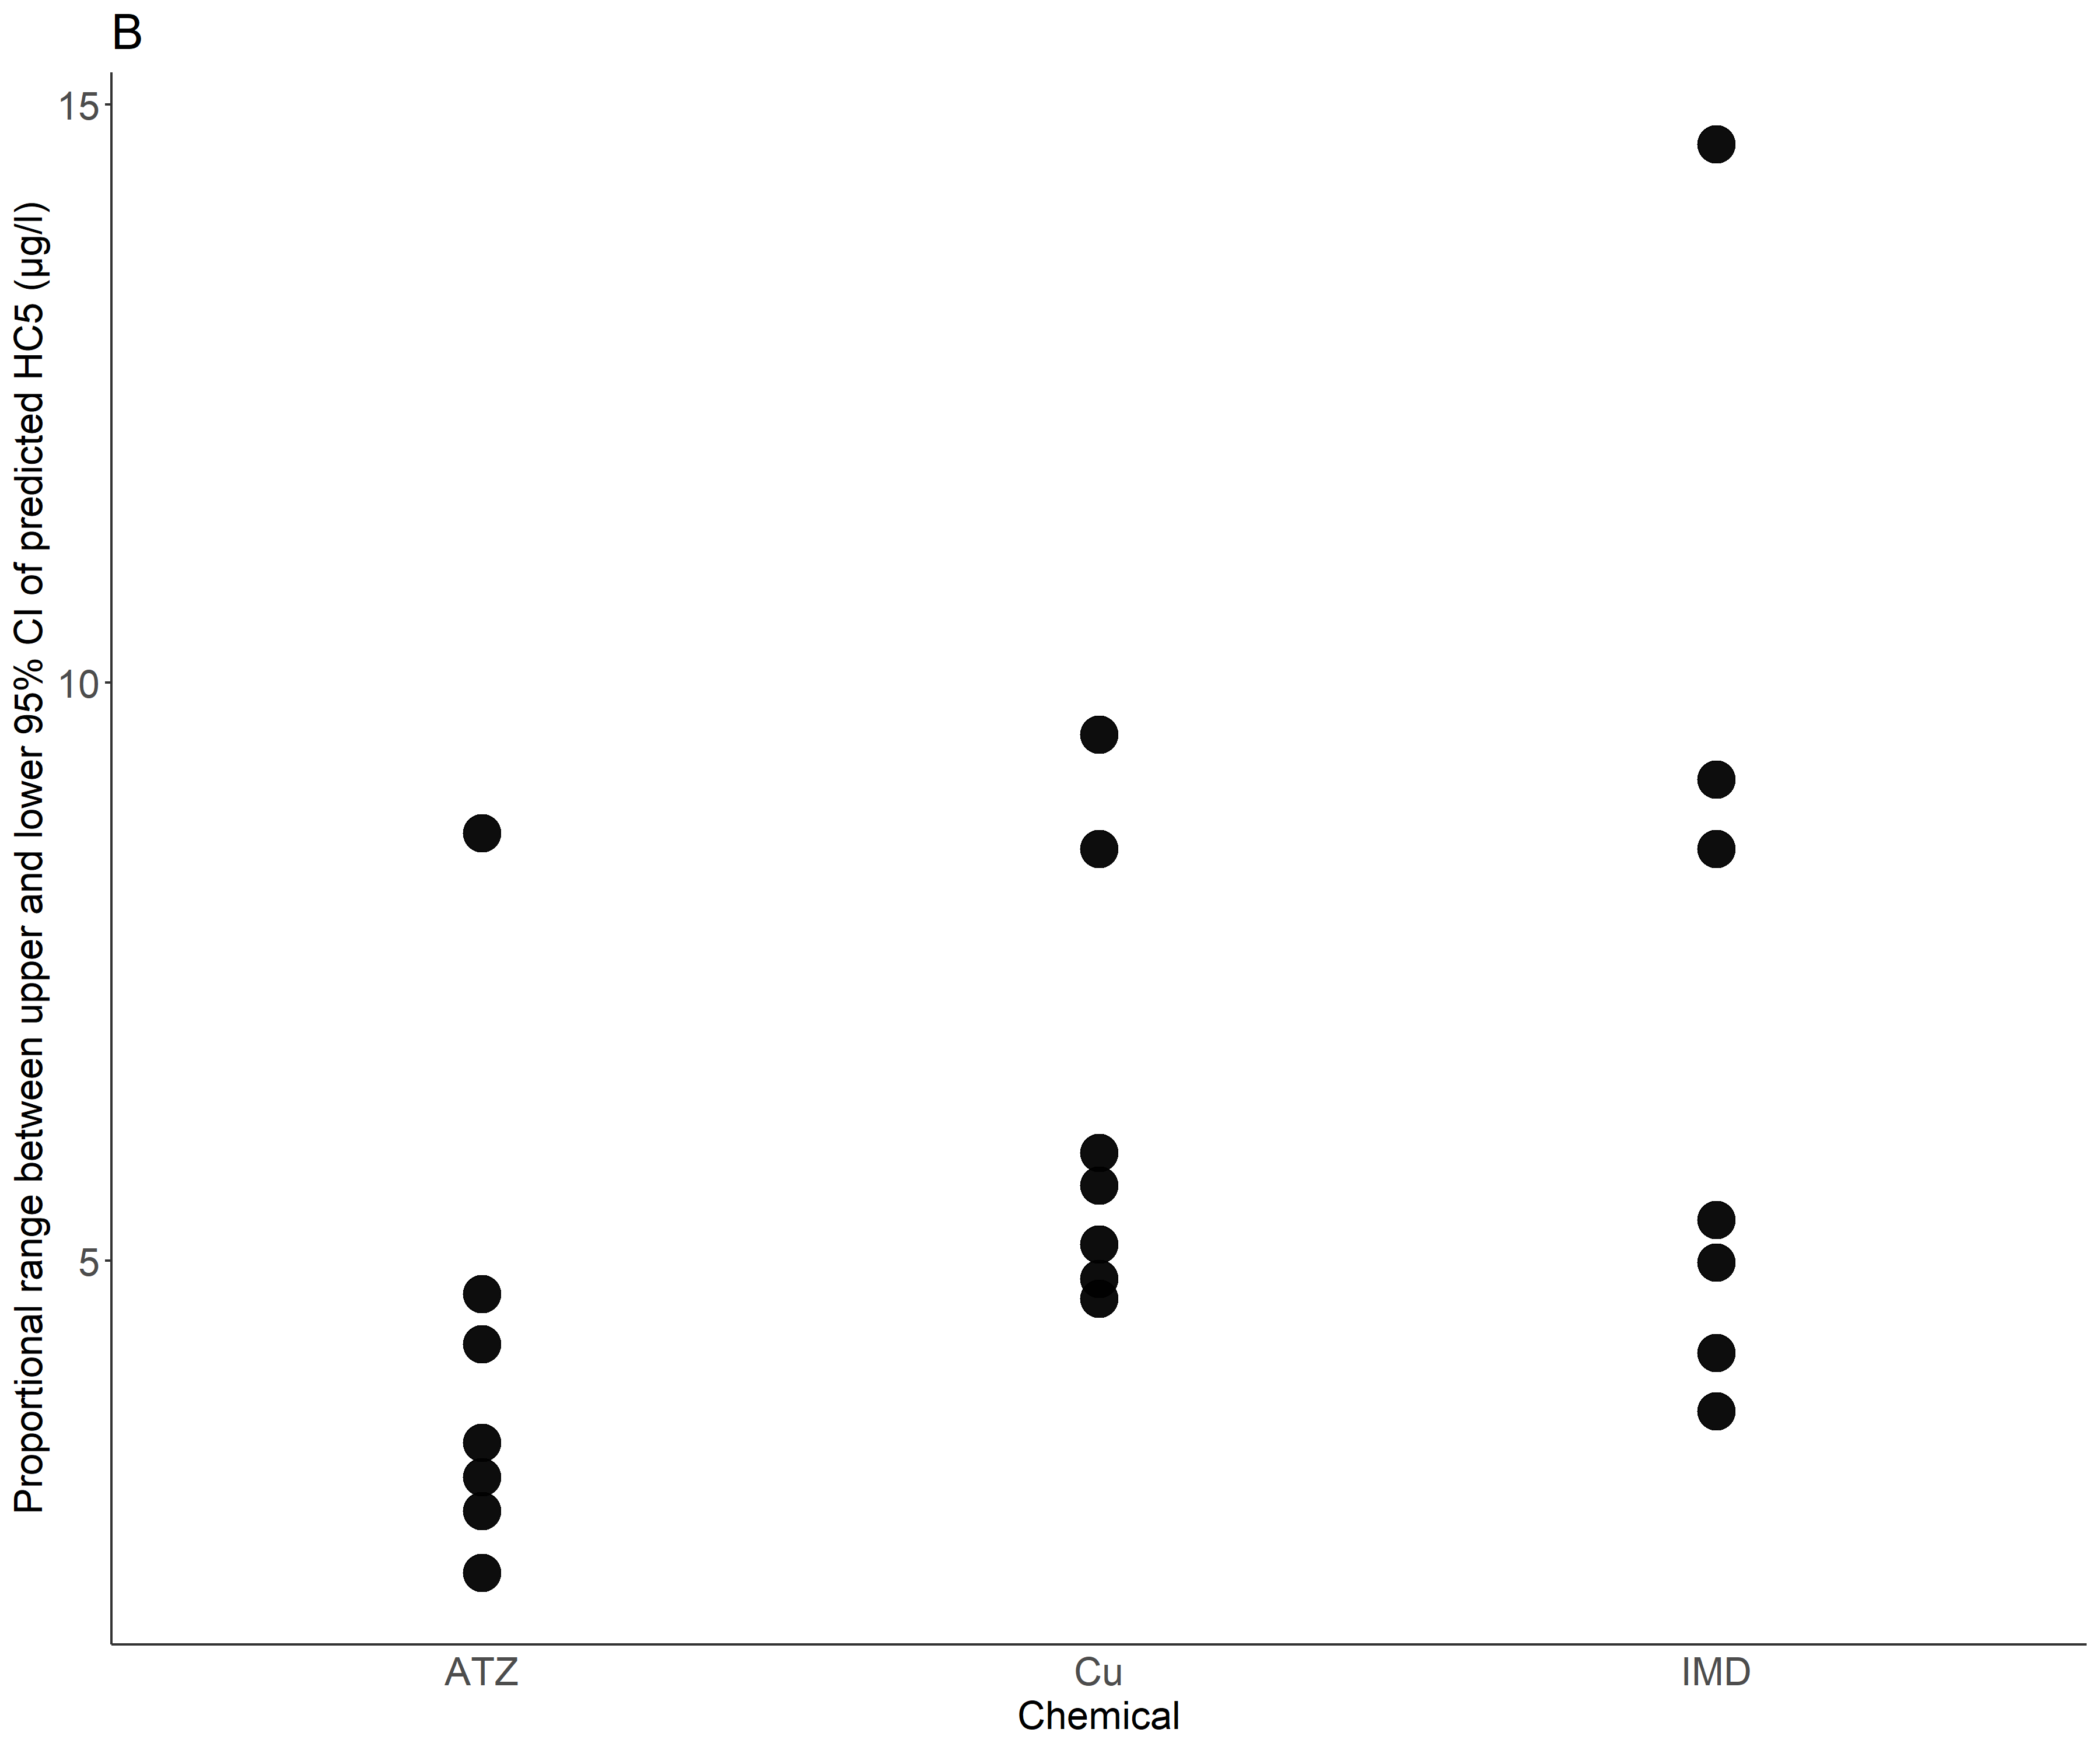 B
Proportional range between upper and lower 95% CI of predicted HC5 (µg/l)
15
10
5
ATZ Cu IMD
Chemical